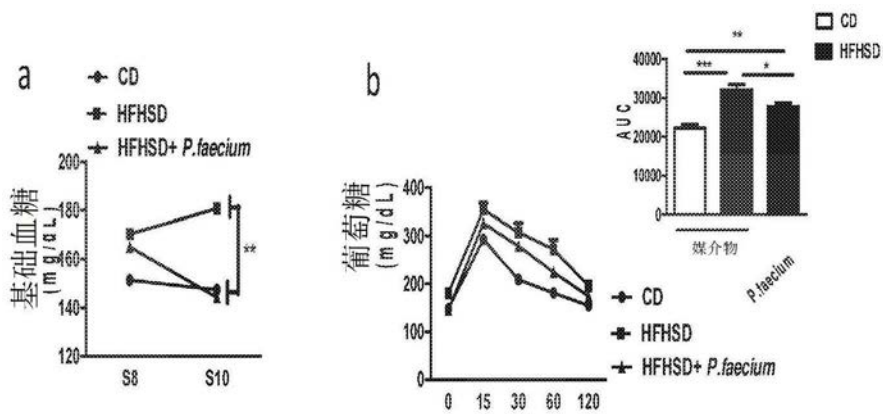 a
CD
HFHSD
HFHSD+ P.faecium
基础血糖
(mg/dL)
200
180
160
140
120
S8
S10
**
b
葡萄糖
(mg/dL)
400
300
200
100
0
0
15
30
60
120
CD
HFHSD
HFHSD+ P.faecium
CD
HFHSD
AUC
40000
30000
20000
10000
0
**
***
*
媒介物
P.faecium